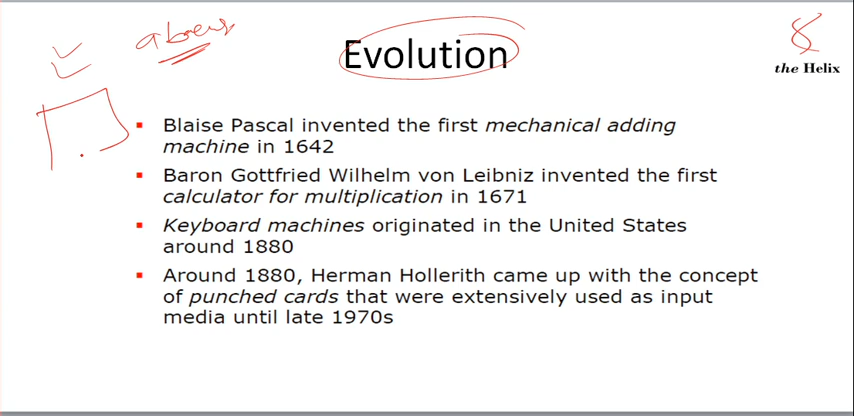 Evolution
the Helix
Blaise Pascal invented the first mechanical adding
machine in 1642
Baron Gottfried Wilhelm von Leibniz invented the first
calculator for multiplication in 1671
Keyboard machines originated in the United States
around 1880
Around 1880, Herman Hollerith came up with the concept
of punched cards that were extensively used as input
media until late 1970s